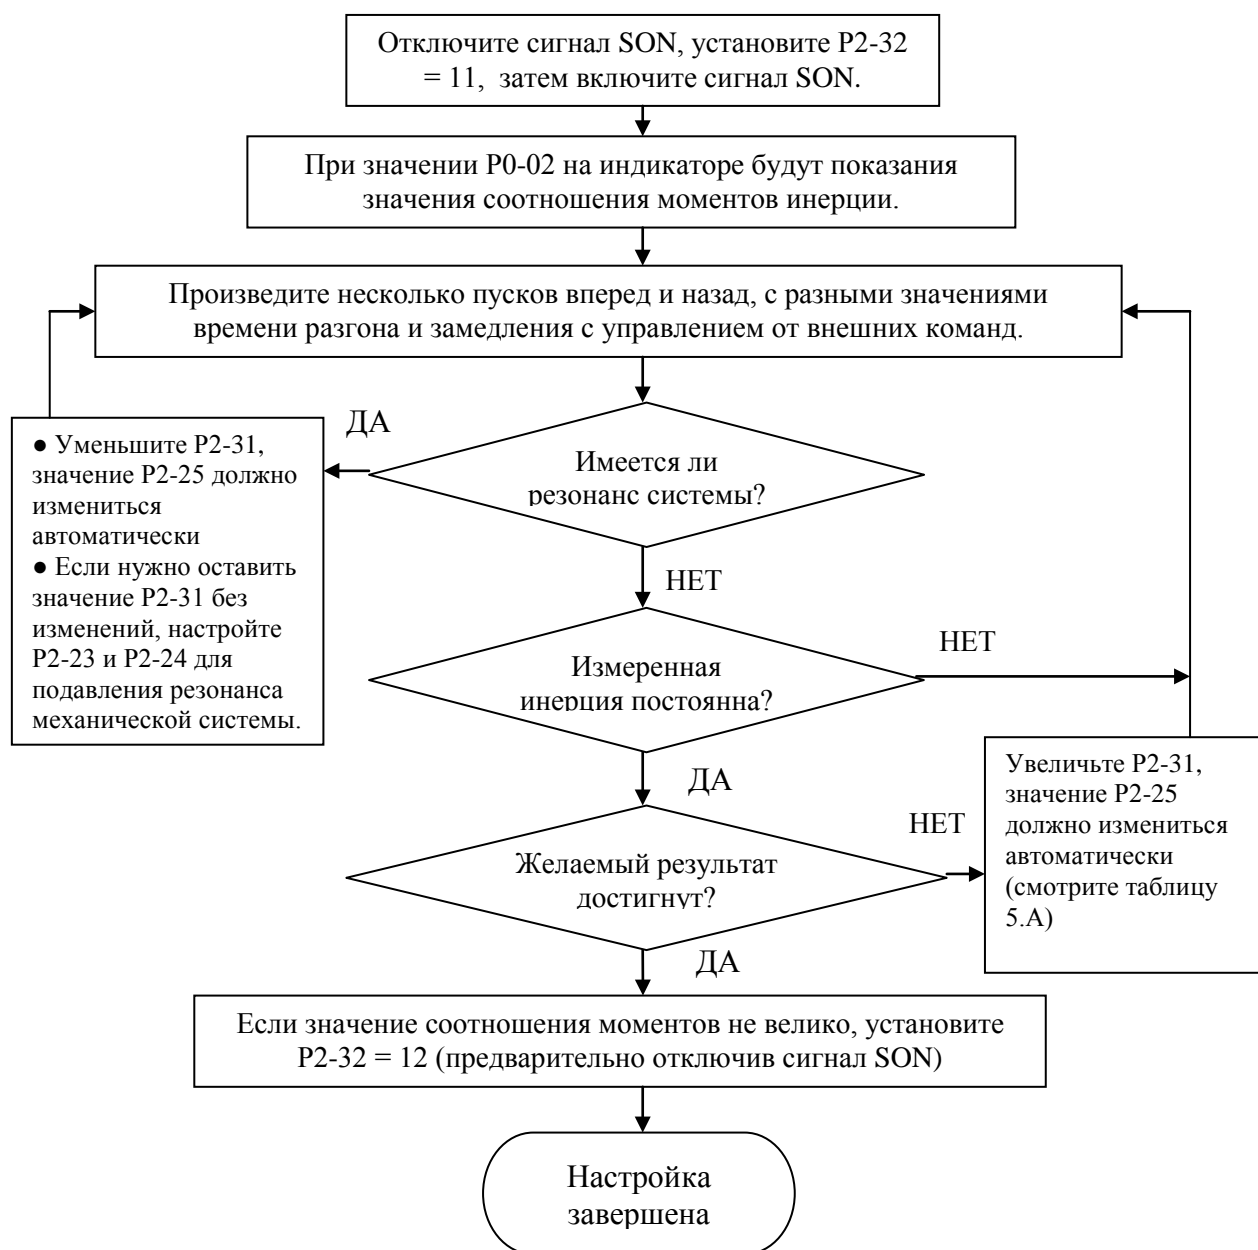 Отключите сигнал SON, установите P2-32
= 11, затем включите сигнал SON.
При значении P0-02 на индикаторе будут показания
значения соотношения моментов инерции.
Произведите несколько пусков вперед и назад, с разными значениями
времени разгона и замедления с управлением от внешних команд.
ДА
● Уменьшите P2-31,
значение P2-25 должно
измениться
автоматически
● Если нужно оставить
значение P2-31 без
изменений, настройте
P2-23 и P2-24 для
подавления резонанса
механической системы.
Имеется ли
резонанс системы?
НЕТ
Измеренная
инерция постоянна?
НЕТ
ДА
Увеличьте P2-31,
значение P2-25
должно измениться
автоматически
(смотрите таблицу
5.A)
НЕТ
Желаемый результат
достигнут?
ДА
Если значение соотношения моментов не велико, установите
P2-32 = 12 (предварительно отключив сигнал SON)
Настройка
завершена